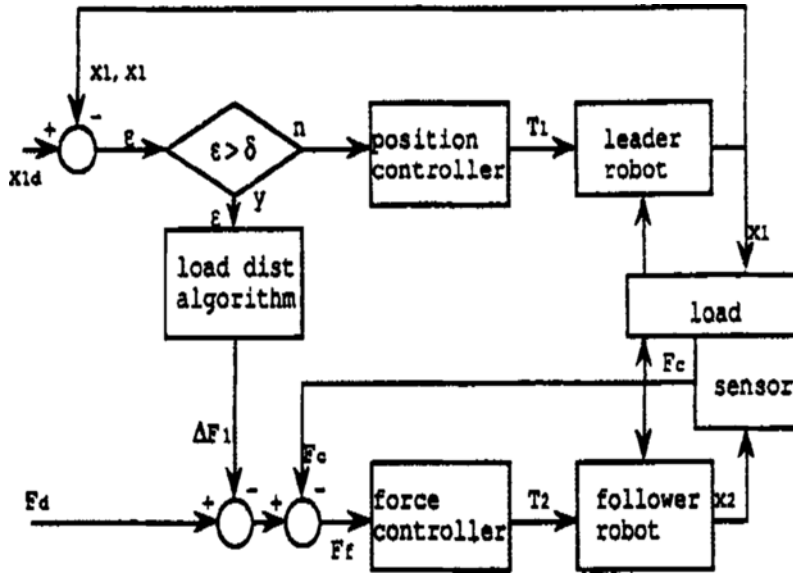 x1, x1
+
-
x1d
ε
ε > δ
n
y
ε
position
controller
T1
leader
robot
x1
load dist
algorithm
load
Fc
sensor
ΔF1
Fc
Fd
+
-
+
-
Ff
force
controller
T2
follower
robot
x2